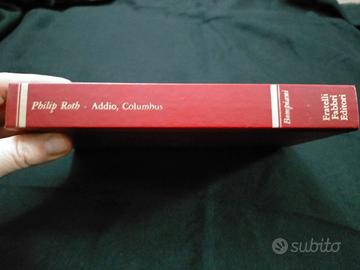 Philip Roth - Addio, Columbus
Bompiani
Fratelli
Fabbri
Editori
subito